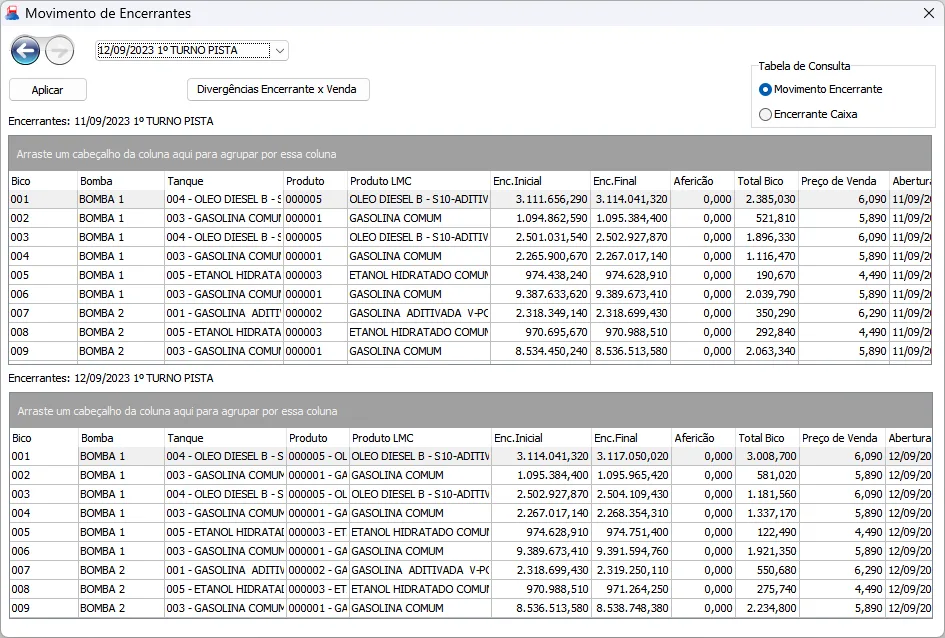 Movimento de Encerrantes
12/09/2023 1º TURNO PISTA
Tabela de Consulta
Aplicar Divergências Encerrante x Venda Movimento Encerrante
Encerrante Caixa
Encerrantes: 11/09/2023 1º TURNO PISTA
Arraste um cabeçalho da coluna aqui para agrupar por essa coluna
Bico Bomba Tanque Produto Produto LMC Enc.Inicial Enc.Final Afericão Total Bico Preço de Venda Abertura
001 BOMBA 1 004 - OLEO DIESEL B - S 000005 OLEO DIESEL B - S10-ADITIV 3.111.656,290 3.114.041,320 0,000 2.385,030 6,090 11/09/20
002 BOMBA 1 003 - GASOLINA COMUM 000001 GASOLINA COMUM 1.094.862,590 1.095.384,400 0,000 521,810 5,890 11/09/20
003 BOMBA 1 004 - OLEO DIESEL B - S 000005 OLEO DIESEL B - S10-ADITIV 2.501.031,540 2.502.927,870 0,000 1.896,330 6,090 11/09/20
004 BOMBA 1 003 - GASOLINA COMUM 000001 GASOLINA COMUM 2.265.900,670 2.267.017,140 0,000 1.116,470 5,890 11/09/20
005 BOMBA 1 005 - ETANOL HIDRATA 000003 ETANOL HIDRATADO COMUM 974.438,240 974.628,910 0,000 190,670 4,490 11/09/20
006 BOMBA 1 003 - GASOLINA COMUM 000001 GASOLINA COMUM 9.387.633,620 9.389.673,410 0,000 2.039,790 5,890 11/09/20
007 BOMBA 2 001 - GASOLINA ADITI 000002 GASOLINA ADITIVADA V-PO 2.318.349,140 2.318.699,430 0,000 350,290 6,290 11/09/20
008 BOMBA 2 005 - ETANOL HIDRATA 000003 ETANOL HIDRATADO COMUM 970.695,670 970.988,510 0,000 292,840 4,490 11/09/20
009 BOMBA 2 003 - GASOLINA COMUM 000001 GASOLINA COMUM 8.534.450,240 8.536.513,580 0,000 2.063,340 5,890 11/09/20
Encerrantes: 12/09/2023 1º TURNO PISTA
Arraste um cabeçalho da coluna aqui para agrupar por essa coluna
Bico Bomba Tanque Produto Produto LMC Enc.Inicial Enc.Final Afericão Total Bico Preço de Venda Abertura
001 BOMBA 1 004 - OLEO DIESEL B - S 000005 - OL OLEO DIESEL B - S10-ADITIV 3.114.041,320 3.117.050,020 0,000 3.008,700 6,090 12/09/20
002 BOMBA 1 003 - GASOLINA COMUM 000001 - GA GASOLINA COMUM 1.095.384,400 1.095.965,420 0,000 581,020 5,890 12/09/20
003 BOMBA 1 004 - OLEO DIESEL B - S 000005 - OL OLEO DIESEL B - S10-ADITIV 2.502.927,870 2.504.109,430 0,000 1.181,560 6,090 12/09/20
004 BOMBA 1 003 - GASOLINA COMUM 000001 - GA GASOLINA COMUM 2.267.017,140 2.268.354,310 0,000 1.337,170 5,890 12/09/20
005 BOMBA 1 005 - ETANOL HIDRATAD 000003 - ET ETANOL HIDRATADO COMUM 974.628,910 974.751,400 0,000 122,490 4,490 12/09/20
006 BOMBA 1 003 - GASOLINA COMUM 000001 - GA GASOLINA COMUM 9.389.673,410 9.391.594,760 0,000 1.921,350 5,890 12/09/20
007 BOMBA 2 001 - GASOLINA ADITIV 000002 - GA GASOLINA ADITIVADA V-PO 2.318.699,430 2.319.250,110 0,000 550,680 6,290 12/09/20
008 BOMBA 2 005 - ETANOL HIDRATAD 000003 - ET ETANOL HIDRATADO COMUM 970.988,510 971.264,250 0,000 275,740 4,490 12/09/20
009 BOMBA 2 003 - GASOLINA COMUM 000001 - GA GASOLINA COMUM 8.536.513,580 8.538.748,380 0,000 2.234,800 5,890 12/09/20